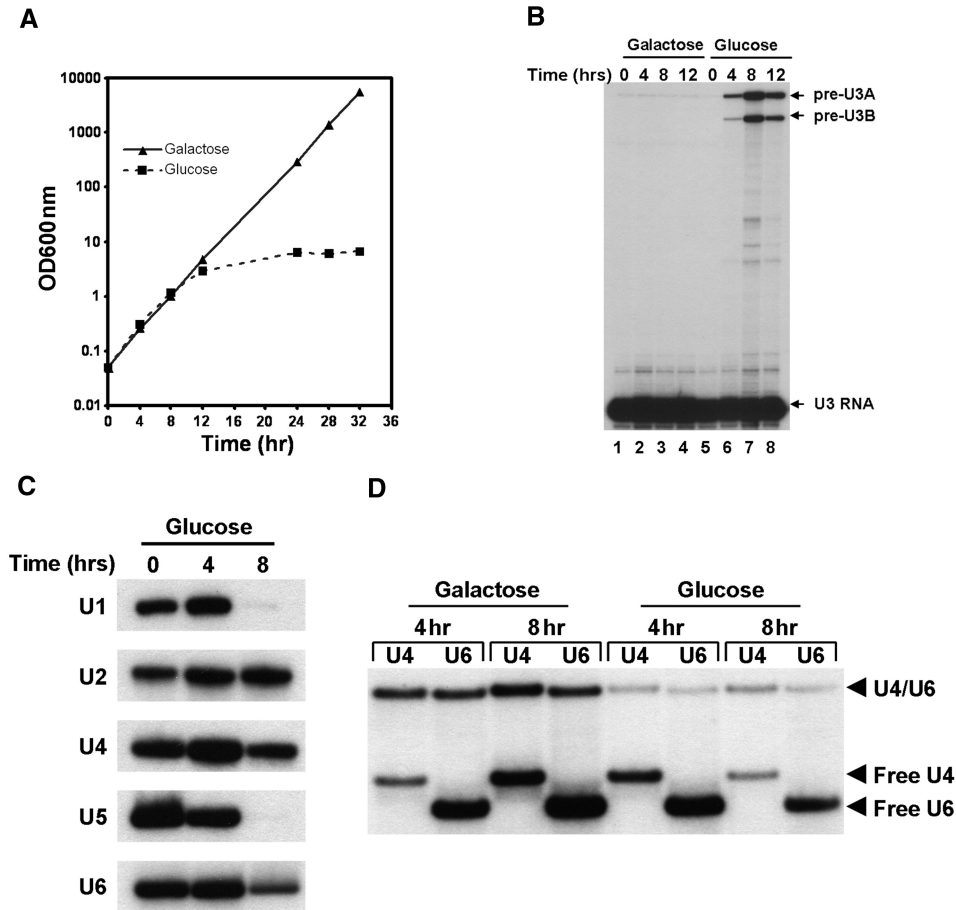 A
10000
1000
100
10
1
0.1
0.01
OD600nm
Galactose
Glucose
0 4 8 12 16 20 24 28 32 36
Time (hr)
B
Galactose Glucose
Time (hrs) 0 4 8 12 0 4 8 12
pre-U3A
pre-U3B
U3 RNA
1 2 3 4 5 6 7 8
C
Glucose
Time (hrs) 0 4 8
U1
U2
U4
U5
U6
D
Galactose Glucose
4hr 8hr 4hr 8hr
U4 U6 U4 U6 U4 U6 U4 U6
U4/U6
Free U4
Free U6